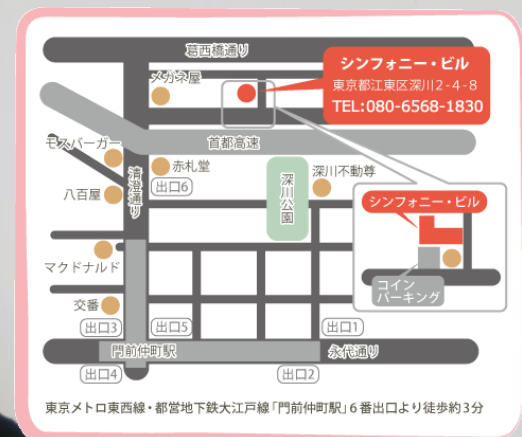 葛西橋通り
メガネ屋
シンフォニー・ビル
東京都江東区深川2-4-8
TEL:080-6568-1830
モスバーガー
首都高速
赤札堂
出口6
清澄通り
八百屋
深川公園
深川不動尊
シンフォニー・ビル
コイン
パーキング
マクドナルド
交番
出口3
出口5
出口1
門前仲町駅
永代通り
出口4
出口2
東京メトロ東西線・都営地下鉄大江戸線「門前仲町駅」6番出口より徒歩約3分